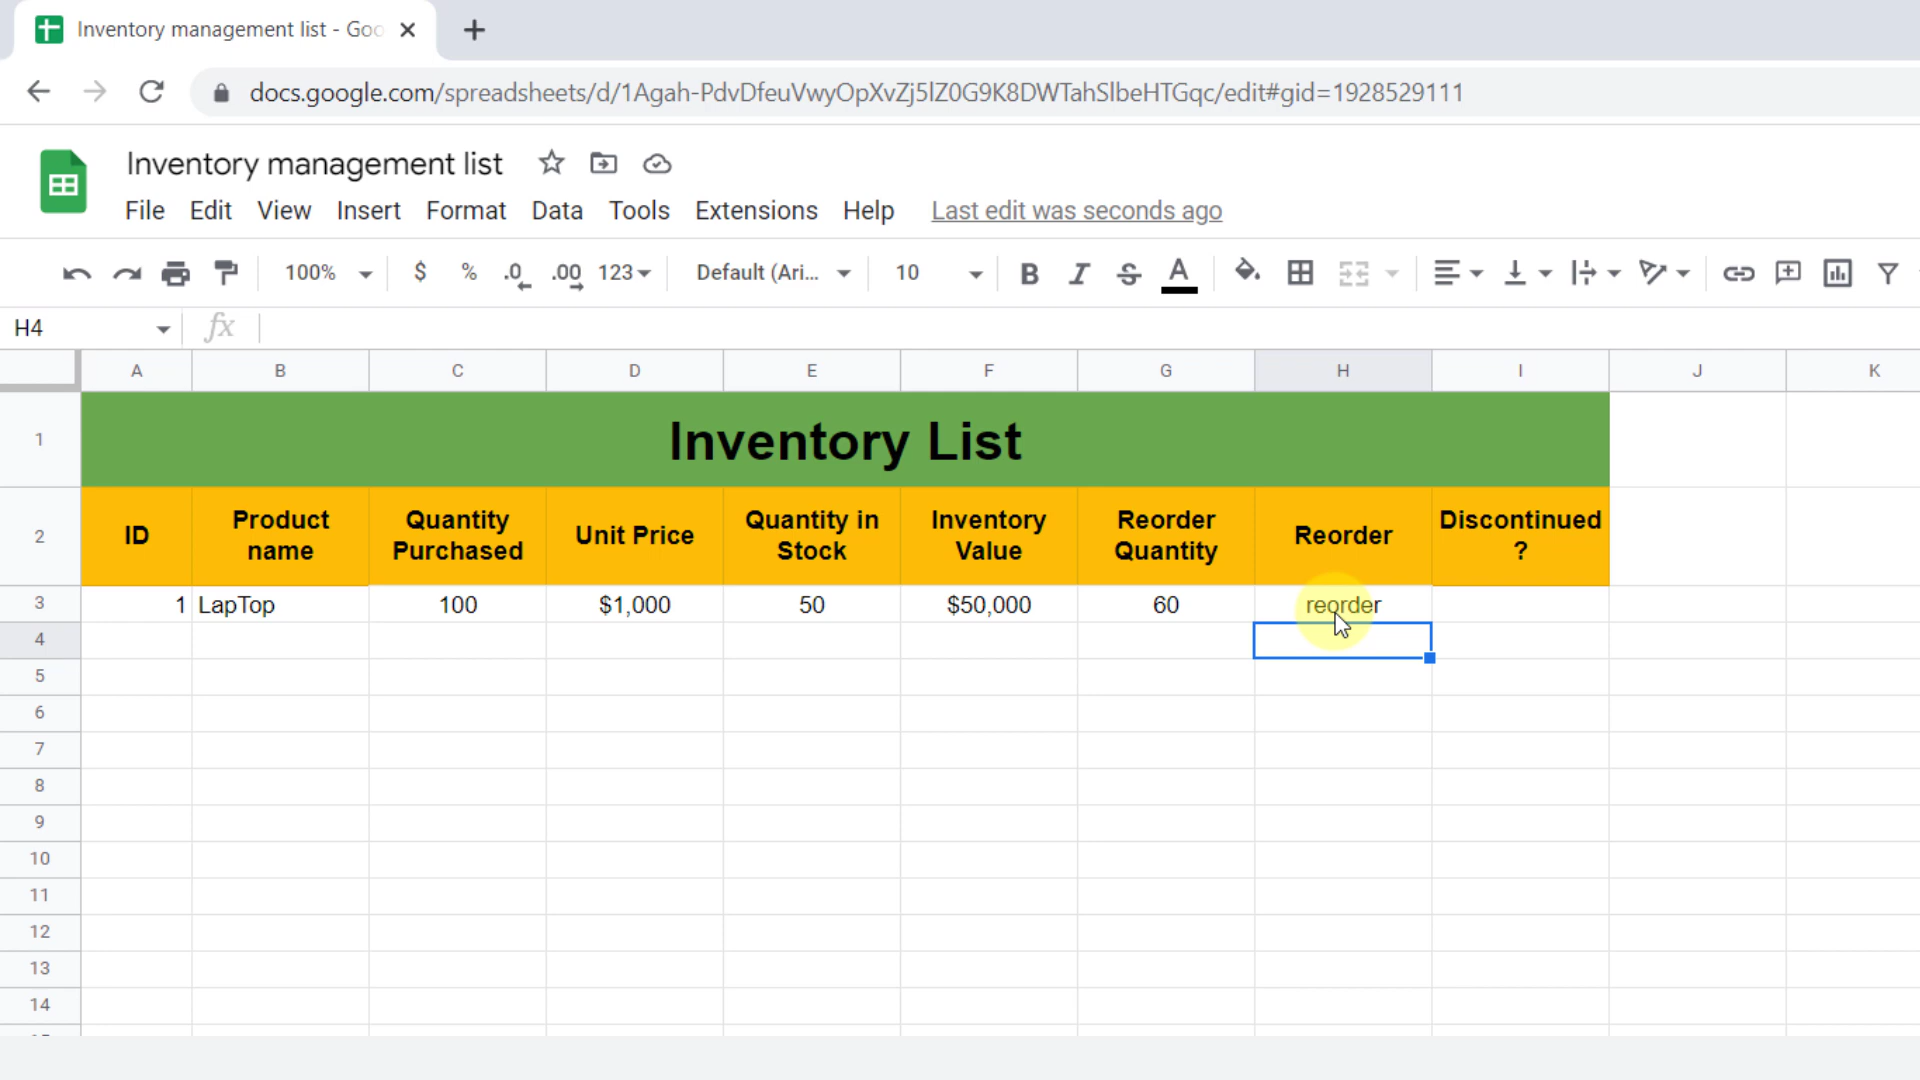 Inventory management list - Goo
docs.google.com/spreadsheets/d/1Agah-PdvDfeuVwyOpXvZj5lZ0G9K8DWTahSlbeHTGqc/edit#gid=1928529111
Inventory management list
File Edit View Insert Format Data Tools Extensions Help Last edit was seconds ago
100% $ % .0 .00 123 Default (Ari... 10 B I S A
H4 fx
A B C D E F G H I J K
1 Inventory List
2 ID Product name Quantity Purchased Unit Price Quantity in Stock Inventory Value Reorder Quantity Reorder Discontinued ?
3 1 LapTop 100 $1,000 50 $50,000 60 reorder
4
5
6
7
8
9
10
11
12
13
14